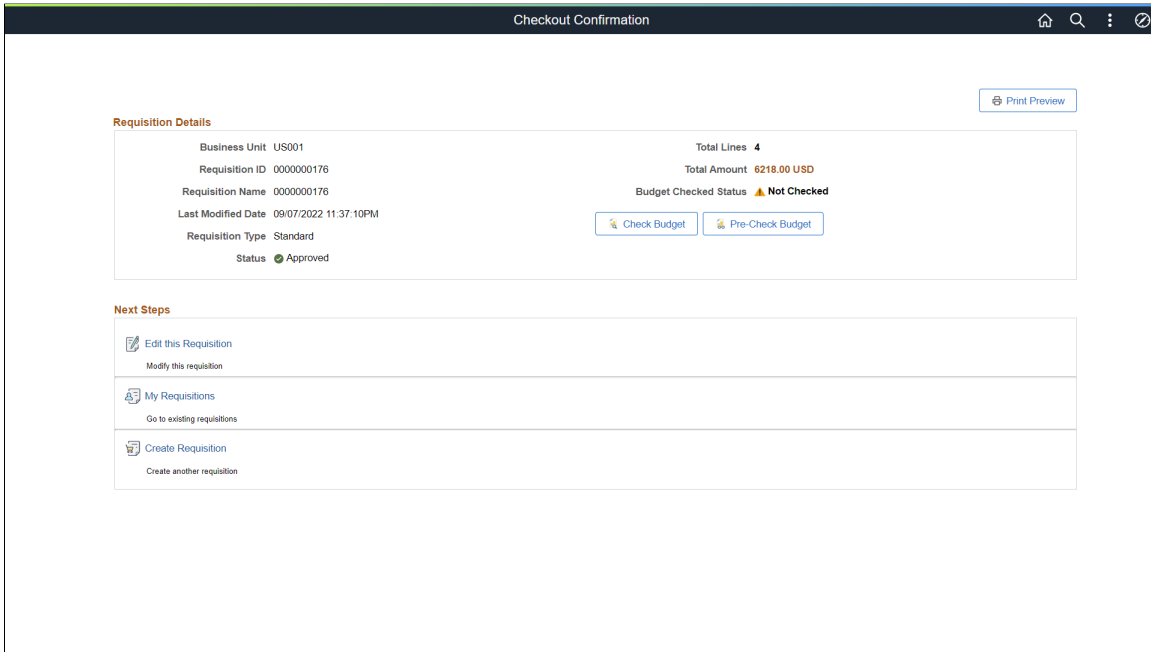 Checkout Confirmation
Print Preview
Requisition Details
Business Unit US001
Requisition ID 0000000176
Requisition Name 0000000176
Last Modified Date 09/07/2022 11:37:10PM
Requisition Type Standard
Status Approved
Total Lines 4
Total Amount 6218.00 USD
Budget Checked Status Not Checked
Check Budget Pre-Check Budget
Next Steps
Edit this Requisition
Modify this requisition
My Requisitions
Go to existing requisitions
Create Requisition
Create another requisition